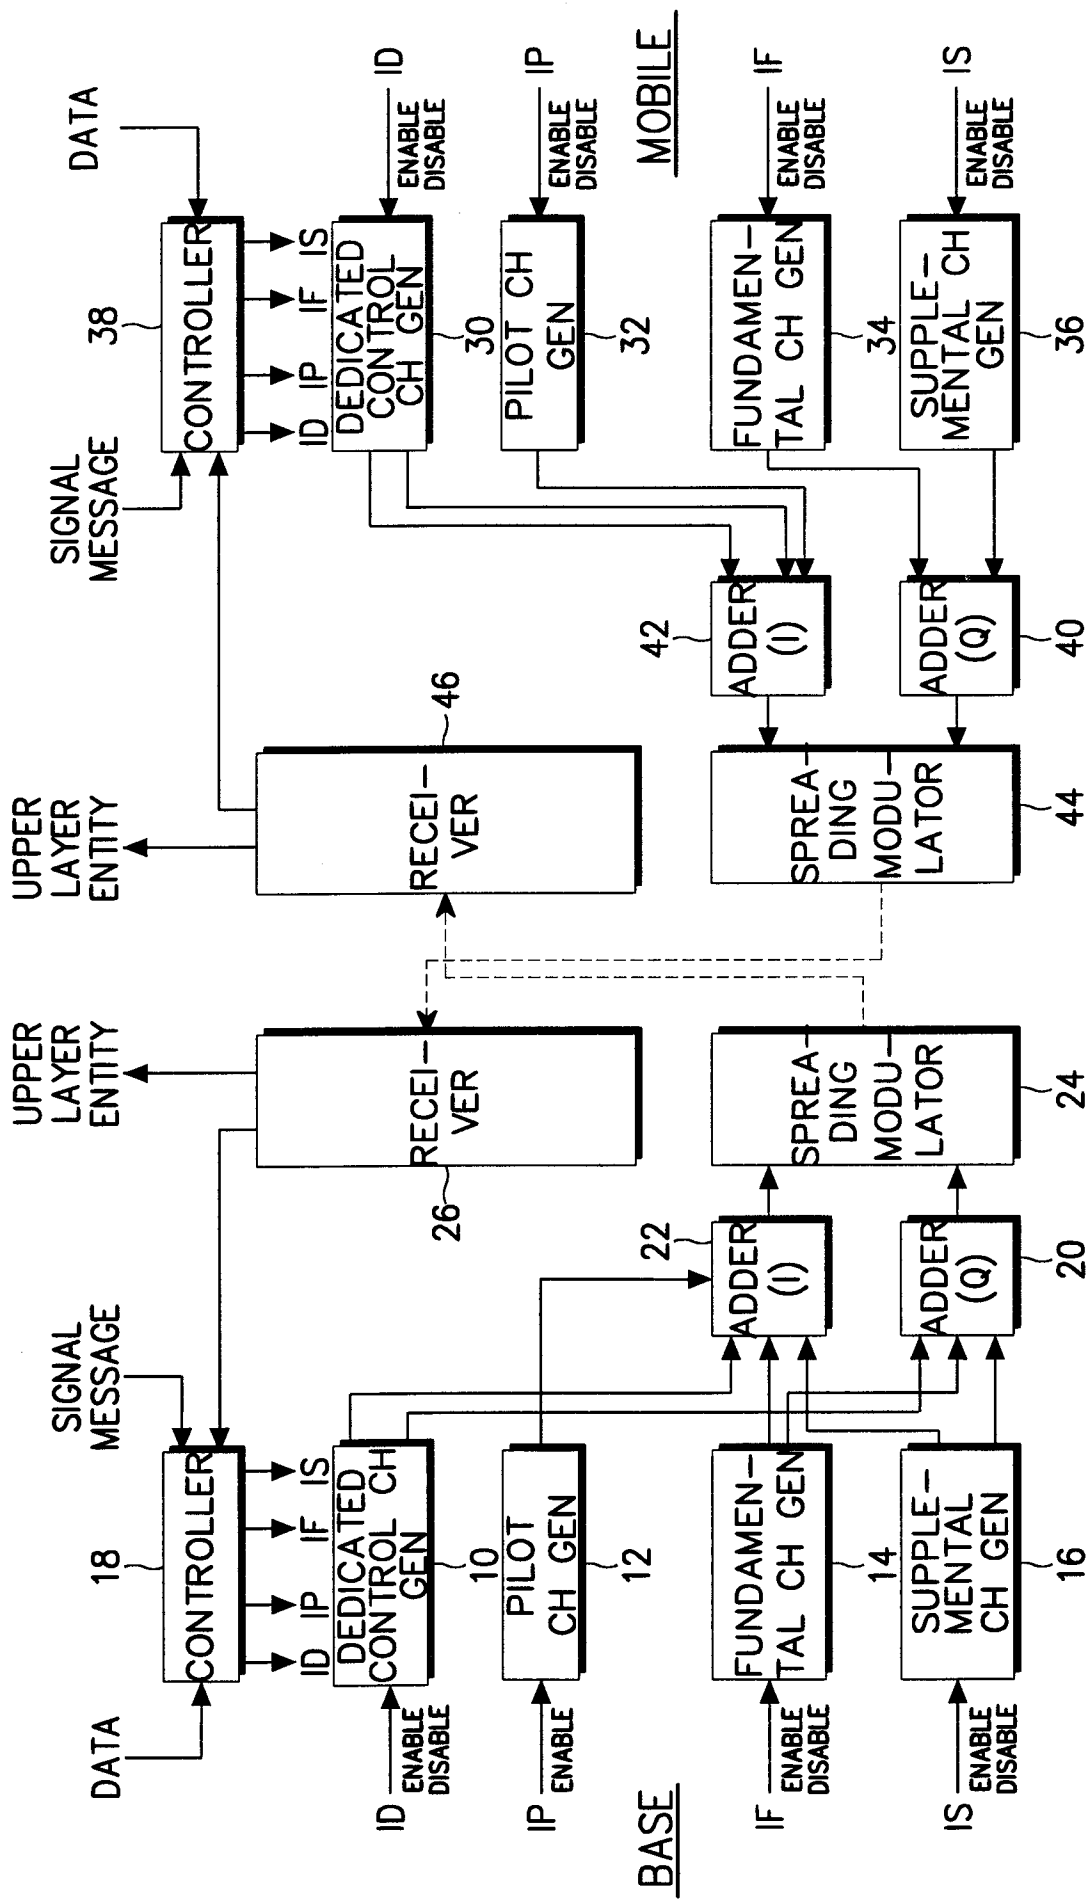 DATA
18
CONTROLLER
SIGNAL
MESSAGE
UPPER
LAYER
ENTITY
UPPER
LAYER
ENTITY
SIGNAL
MESSAGE
38
CONTROLLER
DATA
ID
IP
IF
IS
ID
IP
IF
IS
ID
ENABLE
DISABLE
DEDICATED
CONTROL CH
GEN
10
RECEI-
VER
26
RECEI-
VER
46
DEDICATED
CONTROL
CH GEN
30
ID
ENABLE
DISABLE
IP
ENABLE
PILOT
CH GEN
12
PILOT CH
GEN
32
IP
ENABLE
DISABLE
BASE
MOBILE
IF
ENABLE
DISABLE
FUNDAMEN-
TAL CH GEN
14
22
ADDER
(I)
SPREA-
DING
MODU-
LATOR
24
SPREA-
DING
MODU-
LATOR
44
42
ADDER
(I)
FUNDAMEN-
TAL CH GEN
34
IF
ENABLE
DISABLE
IS
ENABLE
DISABLE
SUPPLE-
MENTAL
CH GEN
16
ADDER
(Q)
20
ADDER
(Q)
40
SUPPLE-
MENTAL CH
GEN
36
IS
ENABLE
DISABLE